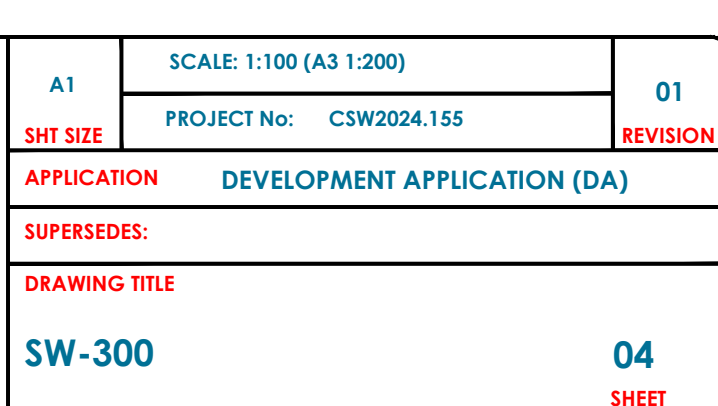 A1
SHT SIZE
SCALE: 1:100 (A3 1:200)
PROJECT No: CSW2024.155
01
REVISION
APPLICATION DEVELOPMENT APPLICATION (DA)
SUPERSEDES:
DRAWING TITLE
SW-300
04
SHEET